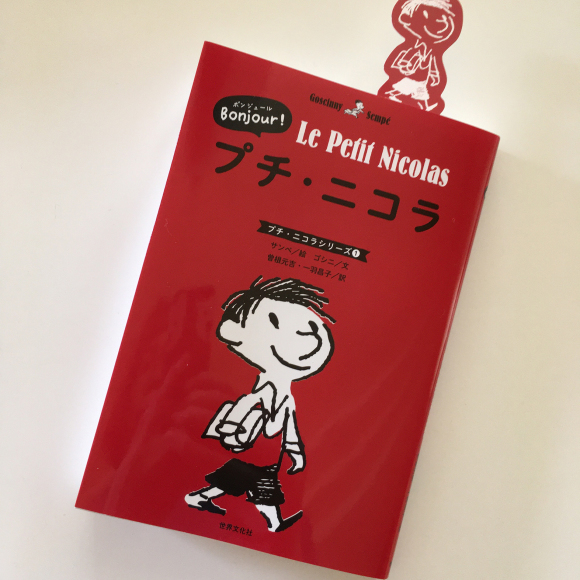 Goscinny Sempé
ボンジュール
Bonjour!
Le Petit Nicolas
プチ・ニコラ
プチ・ニコラシリーズ1
サンペ/絵 ゴシニ/文
曽根元吉・一羽昌子/訳
世界文化社